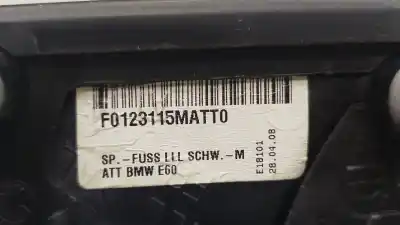 F0123115MATT0
SP.-FUSS LLL SCHW.-M
ATT BMW E60
E18101
28.04.08